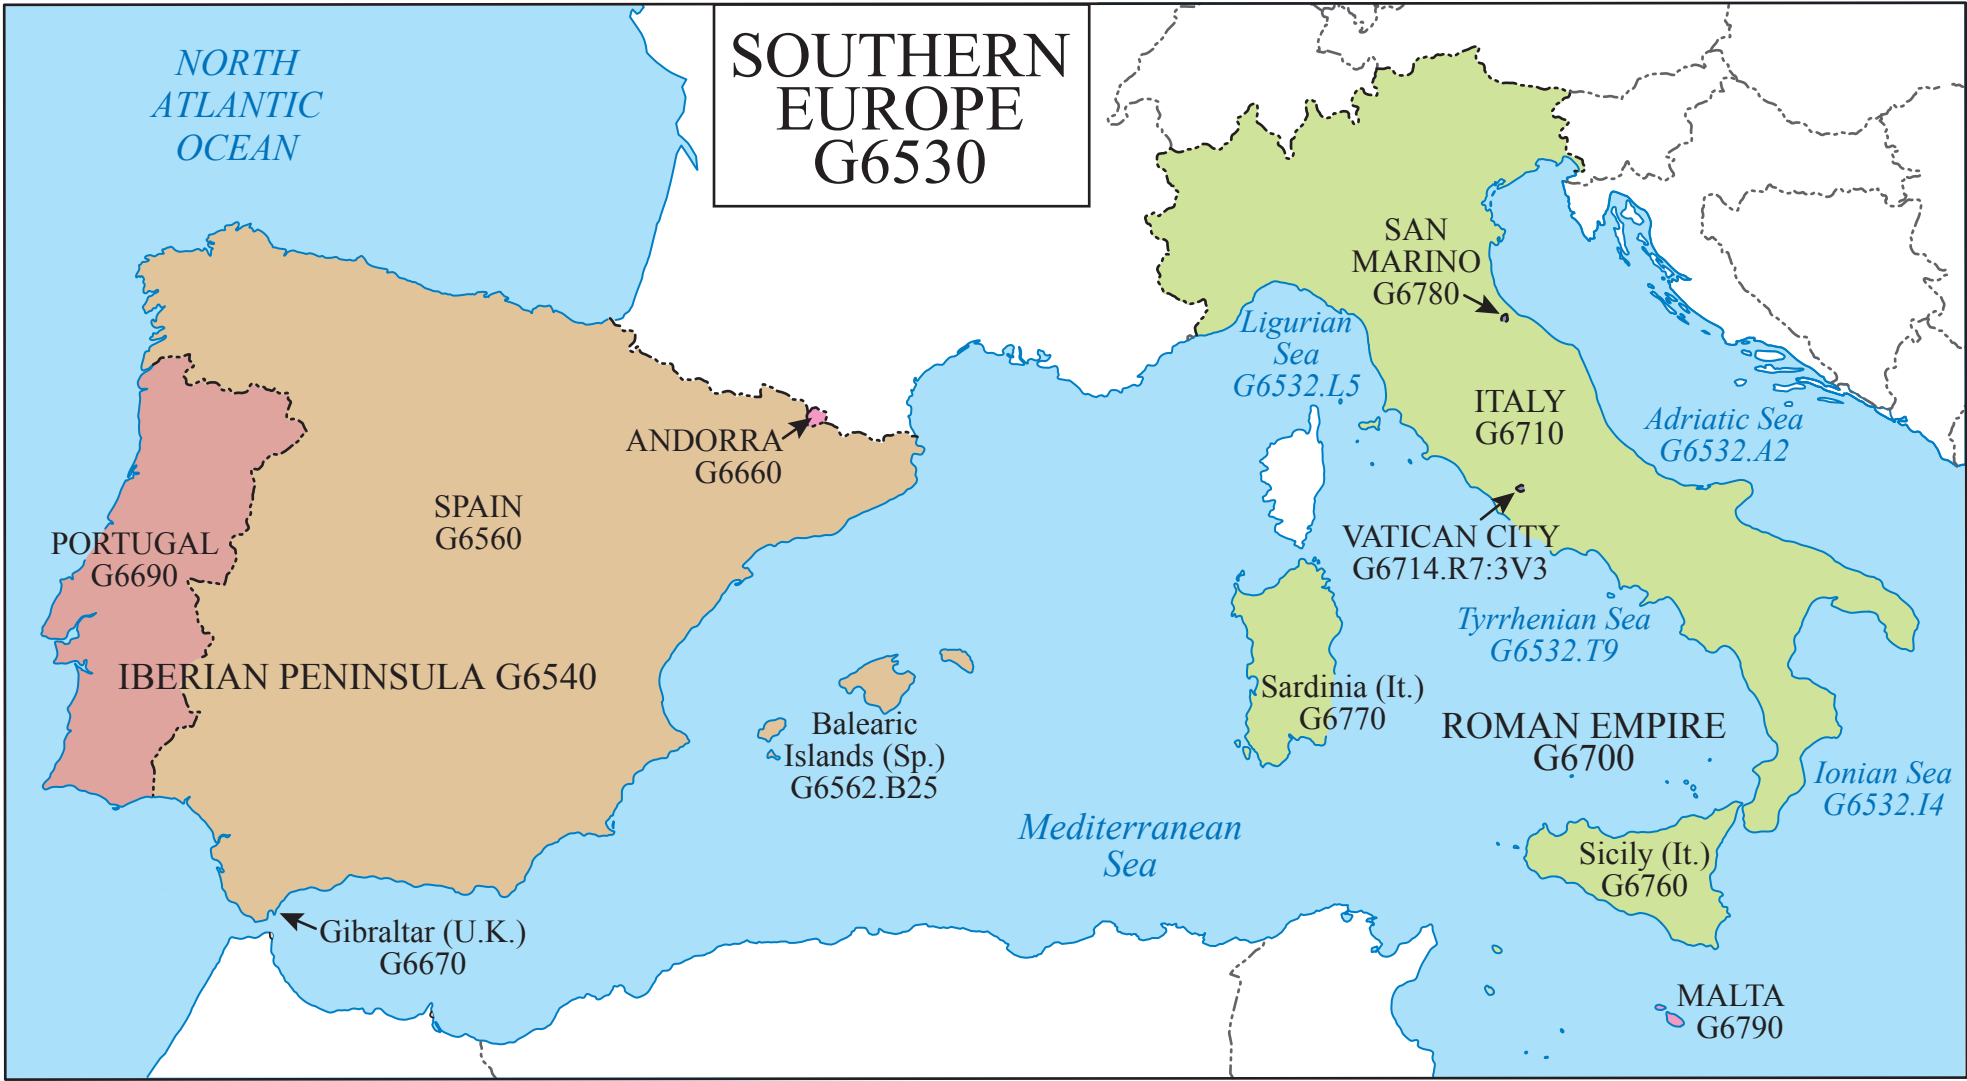 SOUTHERN
EUROPE
G6530
NORTH
ATLANTIC
OCEAN
SAN
MARINO
G6780
Ligurian
Sea
G6532.L5
ITALY
G6710
Adriatic Sea
G6532.A2
ANDORRA
G6660
SPAIN
G6560
PORTUGAL
G6690
VATICAN CITY
G6714.R7:3V3
Tyrrhenian Sea
G6532.T9
IBERIAN PENINSULA G6540
Sardinia (It.)
G6770
Balearic
Islands (Sp.)
G6562.B25
ROMAN EMPIRE
G6700
Ionian Sea
G6532.I4
Mediterranean
Sea
Sicily (It.)
G6760
Gibraltar (U.K.)
G6670
MALTA
G6790